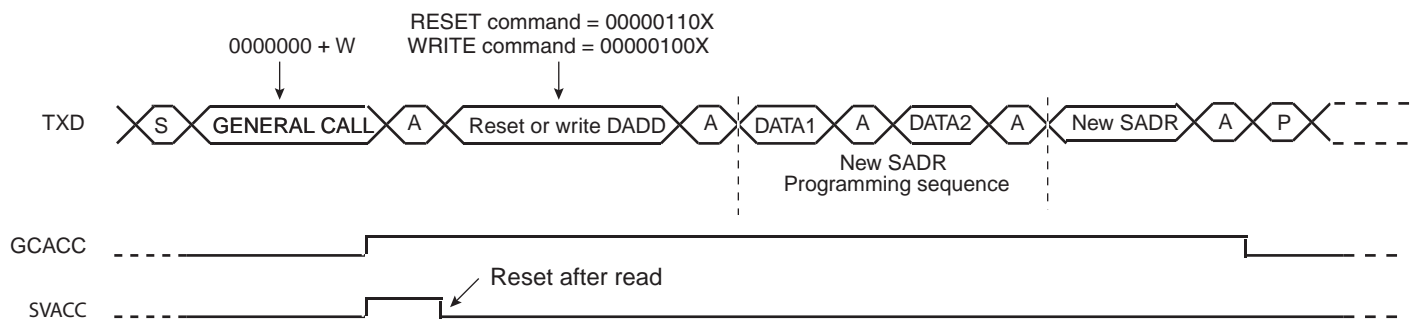 RESET command = 00000110X
0000000 + W
WRITE command = 00000100X
TXD
S
GENERAL CALL
A
Reset or write DADD
A
DATA1
A
DATA2
A
New SADR
A
P
New SADR
Programming sequence
GCACC
Reset after read
SVACC